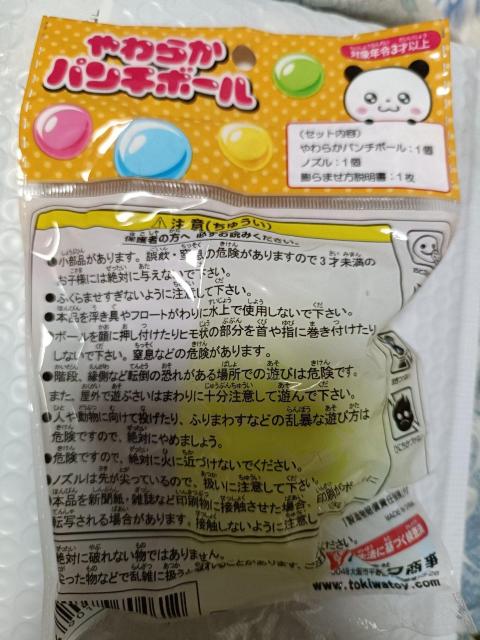 やわらか
パンチボール
対象年令3才以上
(セット内容)
やわらかパンチボール:1個
ノズル:1個
膨らませ方説明書:1枚
⚠注意(ちゅうい)
保護者の方へ 必ずお読みください。
●小部品があります。誤飲・窒息の危険がありますので3才未満の
お子様には絶対に与えないで下さい。
●ふくらませすぎないように注意して下さい。
●本品を浮き具やフロートがわりに水上で使用しないで下さい。
ボールを顔に押し付けたりヒモ状の部分を首や指に巻き付けたり
しないで下さい。窒息などの危険があります。
●階段、縁側など転倒の恐れがある場所での遊びは危険です。
また、屋外で遊ぶさいはまわりに十分注意して遊んで下さい。
●人や動物に向けて投げたり、ふりまわすなどの乱暴な遊び方は
危険ですので、絶対にやめましょう。
●危険ですので、絶対に火に近づけないでください。
●ノズルは先が尖っているので、扱いに注意して下さい。
●本品を新聞紙・雑誌など印刷物に接触させた場合、
転写される場合があります。接触しないように注意し
絶対に破れない物ではありません。
尖った物などで乱雑に扱う
があります。
ください。
MADE IN
に基づく
商事
www.tokiwatoy.com